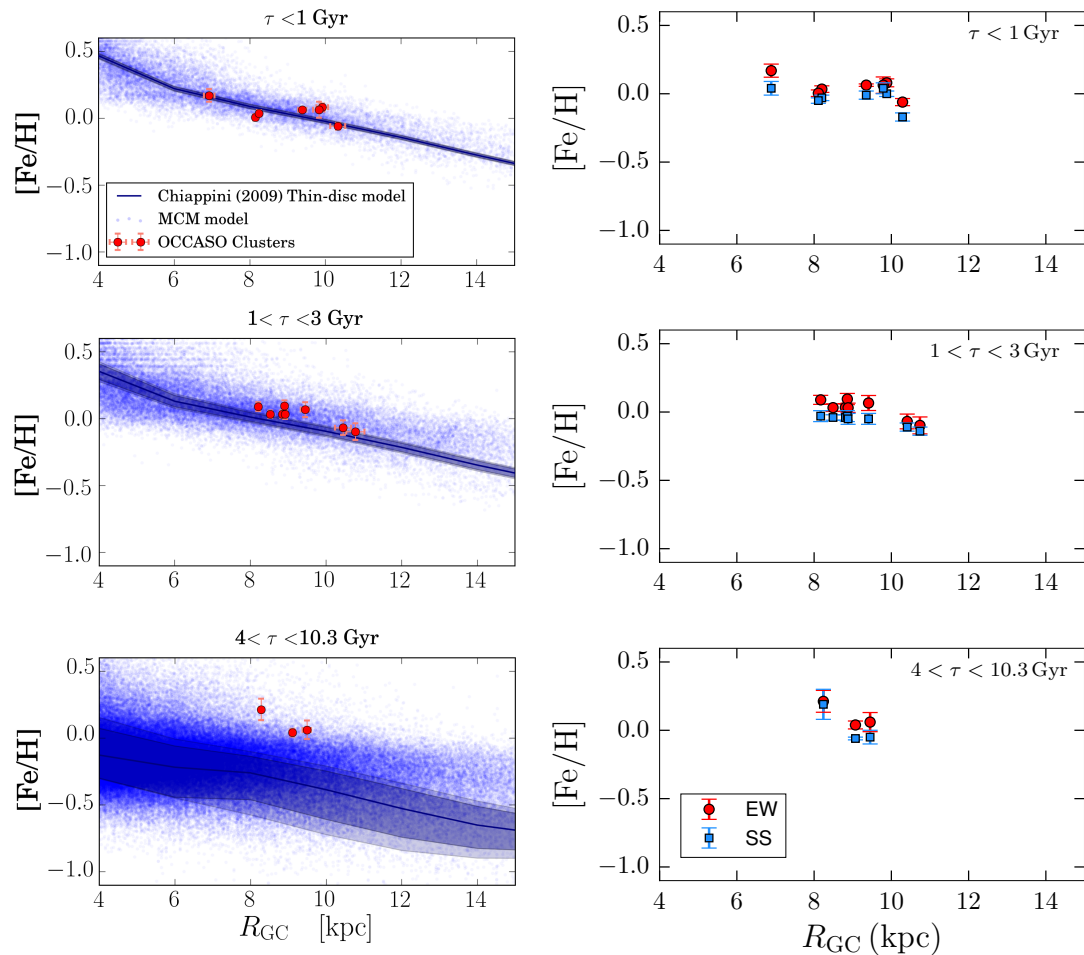 τ <1 Gyr
[Fe/H]
0.5
0.0
−0.5
−1.0
Chiappini (2009) Thin-disc model
MCM model
OCCASO Clusters
4 6 8 10 12 14
τ < 1 Gyr
[Fe/H]
0.5
0.0
−0.5
−1.0
4 6 8 10 12 14
1< τ <3 Gyr
[Fe/H]
0.5
0.0
−0.5
−1.0
4 6 8 10 12 14
1 < τ < 3 Gyr
[Fe/H]
0.5
0.0
−0.5
−1.0
4 6 8 10 12 14
4< τ <10.3 Gyr
[Fe/H]
0.5
0.0
−0.5
−1.0
4 6 8 10 12 14
R_GC [kpc]
4 < τ < 10.3 Gyr
[Fe/H]
0.5
0.0
−0.5
−1.0
EW
SS
4 6 8 10 12 14
R_GC (kpc)